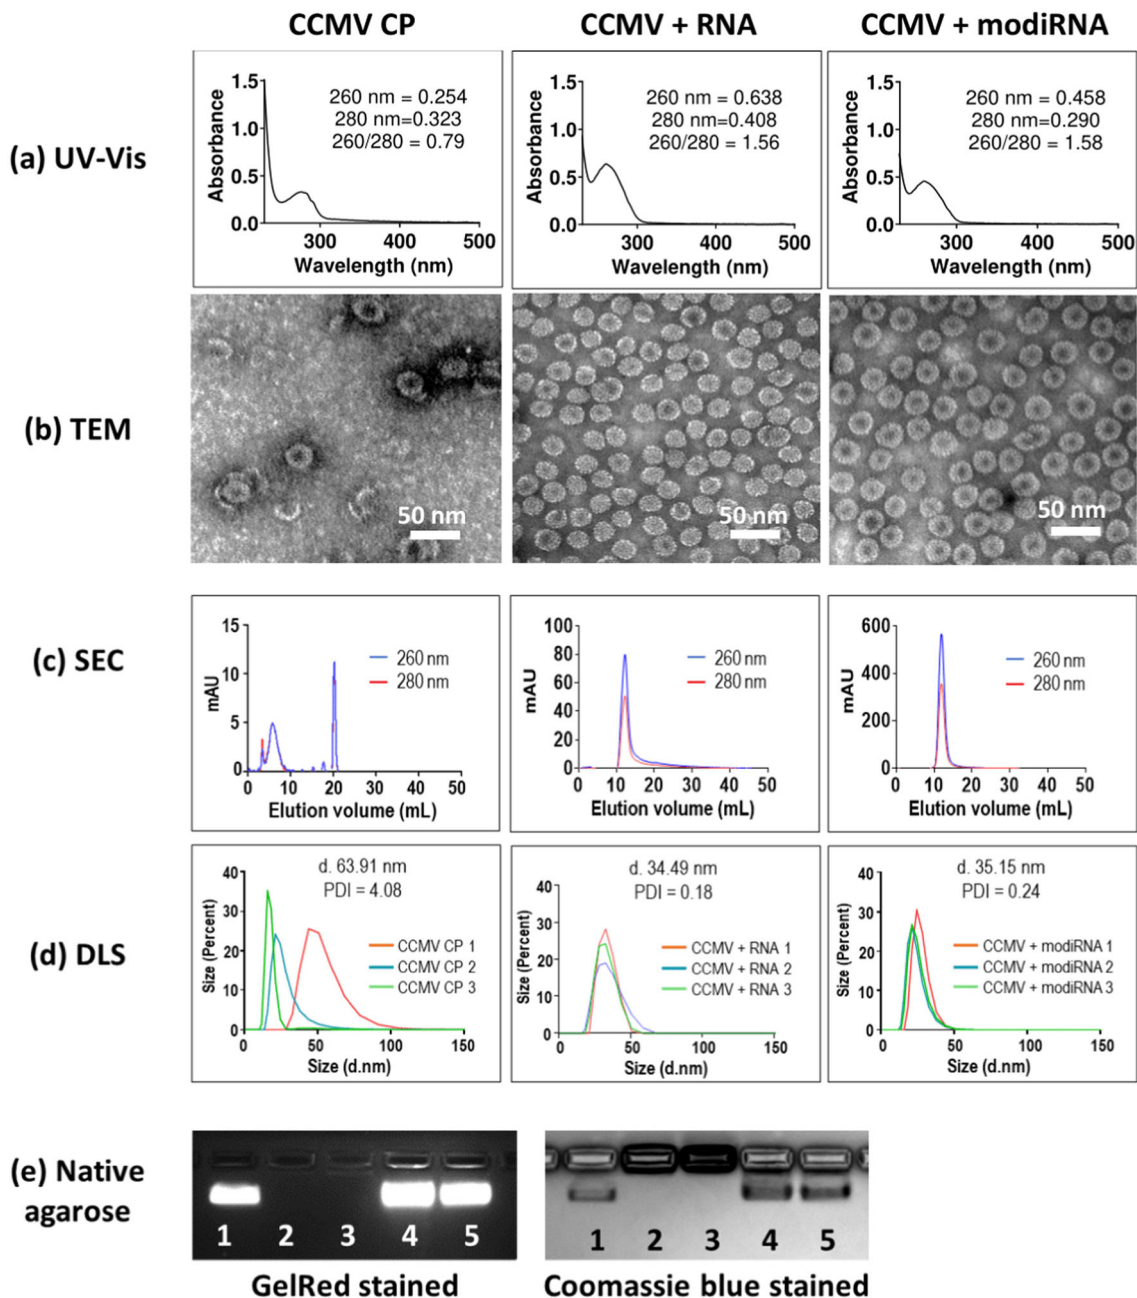 CCMV CP
CCMV + RNA
CCMV + modiRNA
(a) UV-Vis
Absorbance
1.5
1.0
0.5
0.0
260 nm = 0.254
280 nm=0.323
260/280 = 0.79
300
400
500
Wavelength (nm)
Absorbance
1.5
1.0
0.5
0.0
260 nm = 0.638
280 nm=0.408
260/280 = 1.56
300
400
500
Wavelength (nm)
Absorbance
1.5
1.0
0.5
0.0
260 nm = 0.458
280 nm = 0.290
260/280 = 1.58
300
400
500
Wavelength (nm)
(b) TEM
50 nm
50 nm
50 nm
(c) SEC
mAU
15
10
5
0
260 nm
280 nm
0 10 20 30 40 50
Elution volume (mL)
mAU
100
80
60
40
20
0
260 nm
280 nm
0 10 20 30 40 50
Elution volume (mL)
mAU
600
400
200
0
260 nm
280 nm
0 10 20 30 40 50
Elution volume (mL)
(d) DLS
d. 63.91 nm
PDI = 4.08
Size (Percent)
40
30
20
10
0
CCMV CP 1
CCMV CP 2
CCMV CP 3
0 50 100 150
Size (d.nm)
d. 34.49 nm
PDI = 0.18
Size (Percent)
40
30
20
10
0
CCMV + RNA 1
CCMV + RNA 2
CCMV + RNA 3
0 50 100 150
Size (d.nm)
d. 35.15 nm
PDI = 0.24
Size (Percent)
40
30
20
10
0
CCMV + modiRNA 1
CCMV + modiRNA 2
CCMV + modiRNA 3
0 50 100 150
Size (d.nm)
(e) Native
agarose
1 2 3 4 5
GelRed stained
1 2 3 4 5
Coomassie blue stained